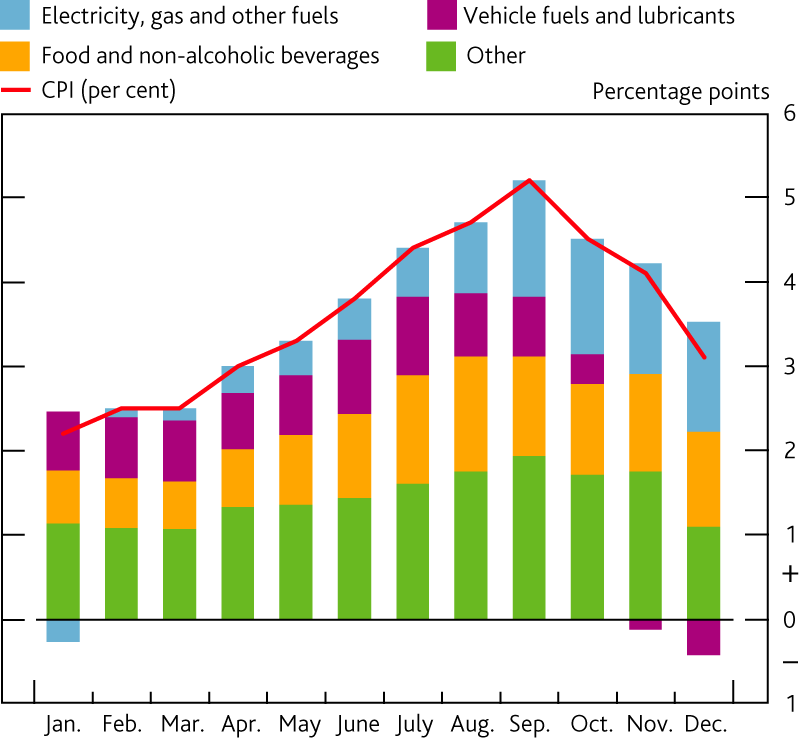 Electricity, gas and other fuels
Vehicle fuels and lubricants
Food and non-alcoholic beverages
Other
CPI (per cent)
Percentage points
6
5
4
3
2
1
+
0
–
1
Jan. Feb. Mar. Apr. May June July Aug. Sep. Oct. Nov. Dec.